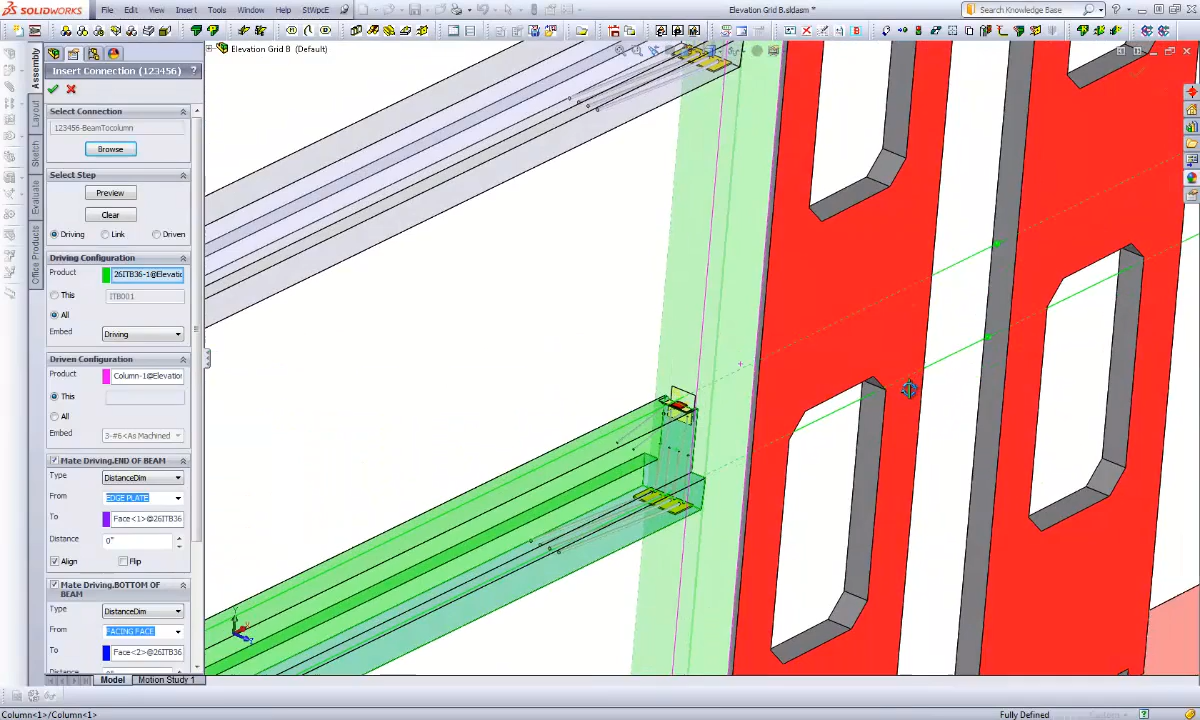 SOLIDWORKS File Edit View Insert Tools Window Help StWpcE Elevation Grid B.sldasm * Search Knowledge Base
Elevation Grid B (Default)
Assembly
Layout
Sketch
Evaluate
Office Products
Insert Connection (123456) ?
Select Connection
123456-BeamTocolumn
Browse
Select Step
Preview
Clear
Driving Link Driven
Driving Configuration
Product 26ITB36-1@Elevatic
This ITB001
All
Embed Driving
Driven Configuration
Product Column-1@Elevation
This
All
Embed 3-#6<As Machined
Mate Driving.END OF BEAM
Type DistanceDim
From EDGE PLATE
To Face<1>@26ITB36
Distance 0"
Align Flip
Mate Driving.BOTTOM OF BEAM
Type DistanceDim
From FACING FACE
To Face<2>@26ITB36
Model Motion Study 1
Column<1>/Column<1> Fully Defined